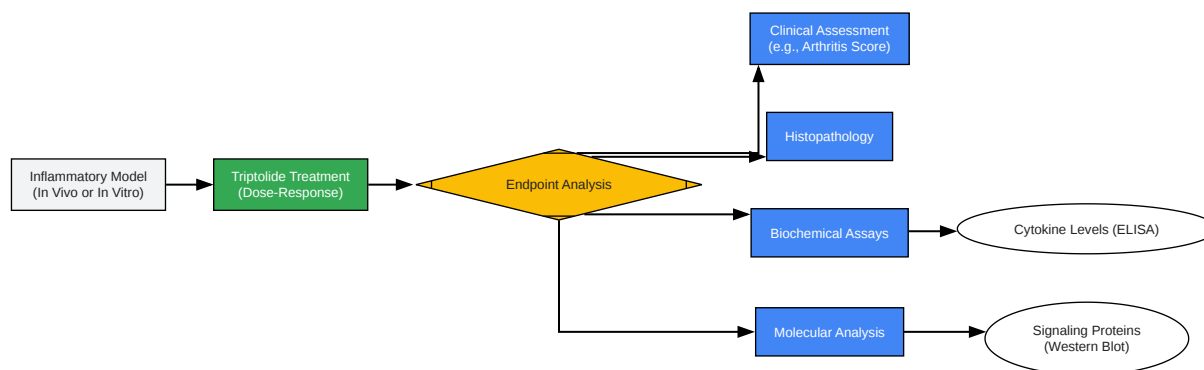 Clinical Assessment
(e.g., Arthritis Score)
Histopathology
Inflammatory Model
(In Vivo or In Vitro)
Triptolide Treatment
(Dose-Response)
Endpoint Analysis
Biochemical Assays
Cytokine Levels (ELISA)
Molecular Analysis
Signaling Proteins
(Western Blot)